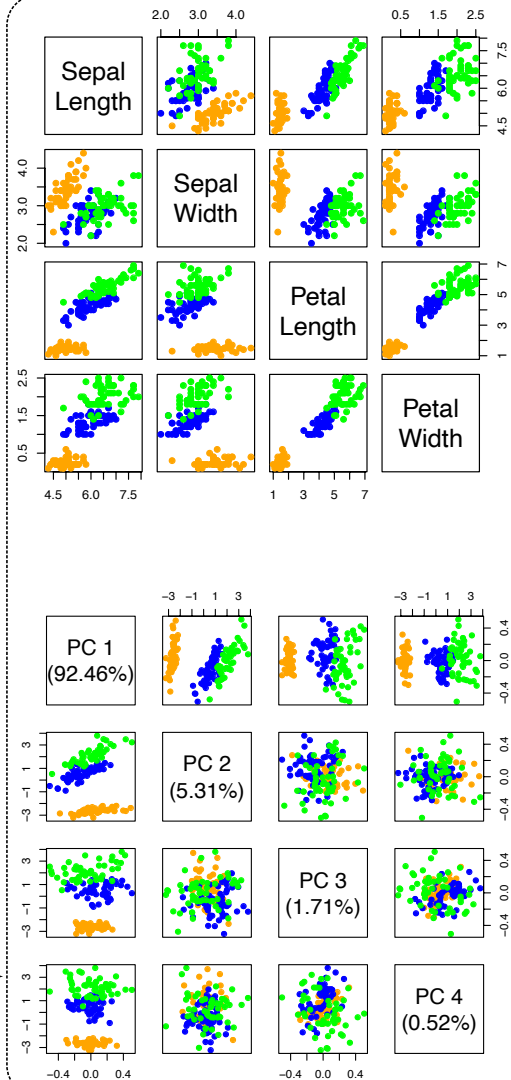 2.0 3.0 4.0
0.5 1.5 2.5
Sepal
Length
4.5 6.0 7.5
2.0 3.0 4.0
Sepal
Width
Petal
Length
1 3 5 7
0.5 1.5 2.5
Petal
Width
4.5 6.0 7.5
1 3 5 7
−3 −1 1 3
−3 −1 1 3
PC 1
(92.46%)
−0.4 0.0 0.4
−3 −1 1 3
PC 2
(5.31%)
−0.4 0.0 0.4
−3 −1 1 3
PC 3
(1.71%)
−0.4 0.0 0.4
−3 −1 1 3
PC 4
(0.52%)
−0.4 0.0 0.4
−0.4 0.0 0.4